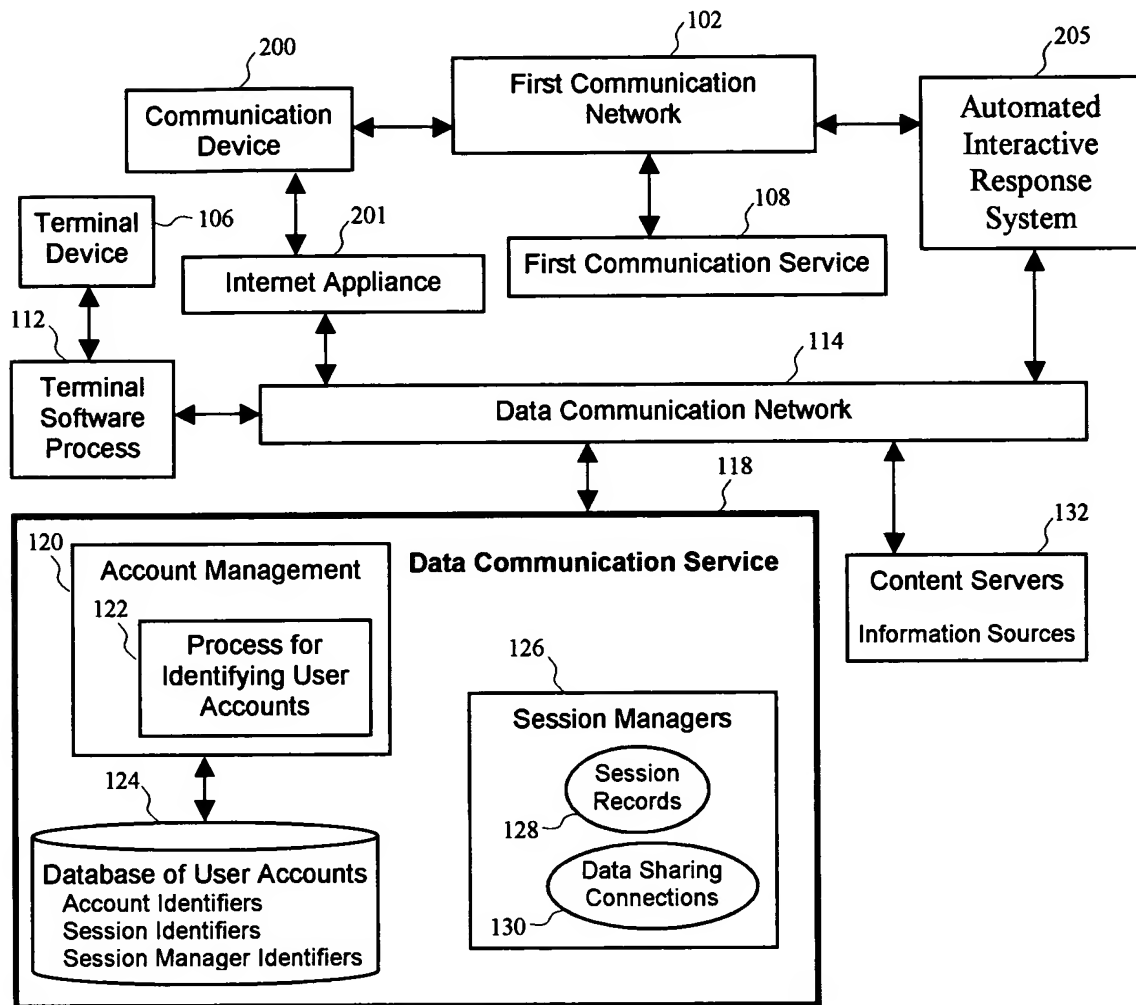 102
200
205
First Communication
Network
Communication
Device
Automated
Interactive
Response
System
106
Terminal
Device
201
108
Internet Appliance
First Communication Service
112
114
Terminal
Software
Process
Data Communication Network
118
120
Account Management
Data Communication Service
132
122
Process for
Identifying User
Accounts
Content Servers
Information Sources
126
Session Managers
124
Session
Records
128
Database of User Accounts
Account Identifiers
Session Identifiers
Session Manager Identifiers
Data Sharing
Connections
130